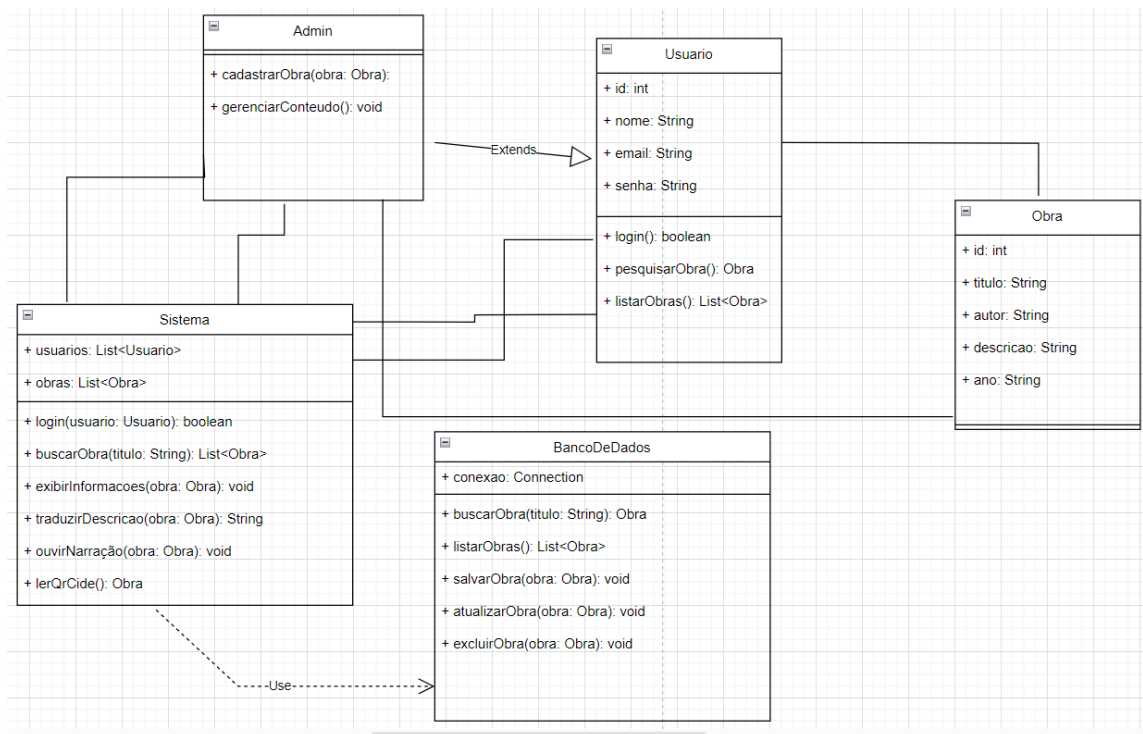 Admin
+ cadastrarObra(obra: Obra):
+ gerenciarConteudo(): void
Extends
Usuario
+ id: int
+ nome: String
+ email: String
+ senha: String
+ login(): boolean
+ pesquisarObra(): Obra
+ listarObras(): List<Obra>
Obra
+ id: int
+ titulo: String
+ autor: String
+ descricao: String
+ ano: String
Sistema
+ usuarios: List<Usuario>
+ obras: List<Obra>
+ login(usuario: Usuario): boolean
+ buscarObra(titulo: String): List<Obra>
+ exibirInformacoes(obra: Obra): void
+ traduzirDescricao(obra: Obra): String
+ ouvirNarração(obra: Obra): void
+ lerQrCide(): Obra
Use
BancoDeDados
+ conexao: Connection
+ buscarObra(titulo: String): Obra
+ listarObras(): List<Obra>
+ salvarObra(obra: Obra): void
+ atualizarObra(obra: Obra): void
+ excluirObra(obra: Obra): void